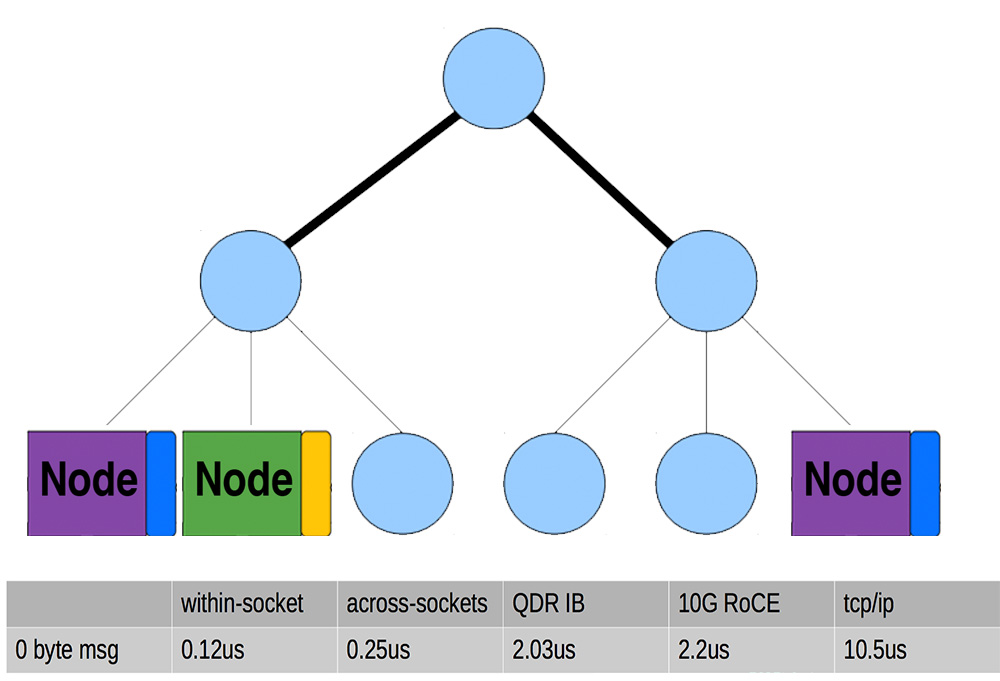 Node Node Node
within-socket across-sockets QDR IB 10G RoCE tcp/ip
0 byte msg 0.12us 0.25us 2.03us 2.2us 10.5us